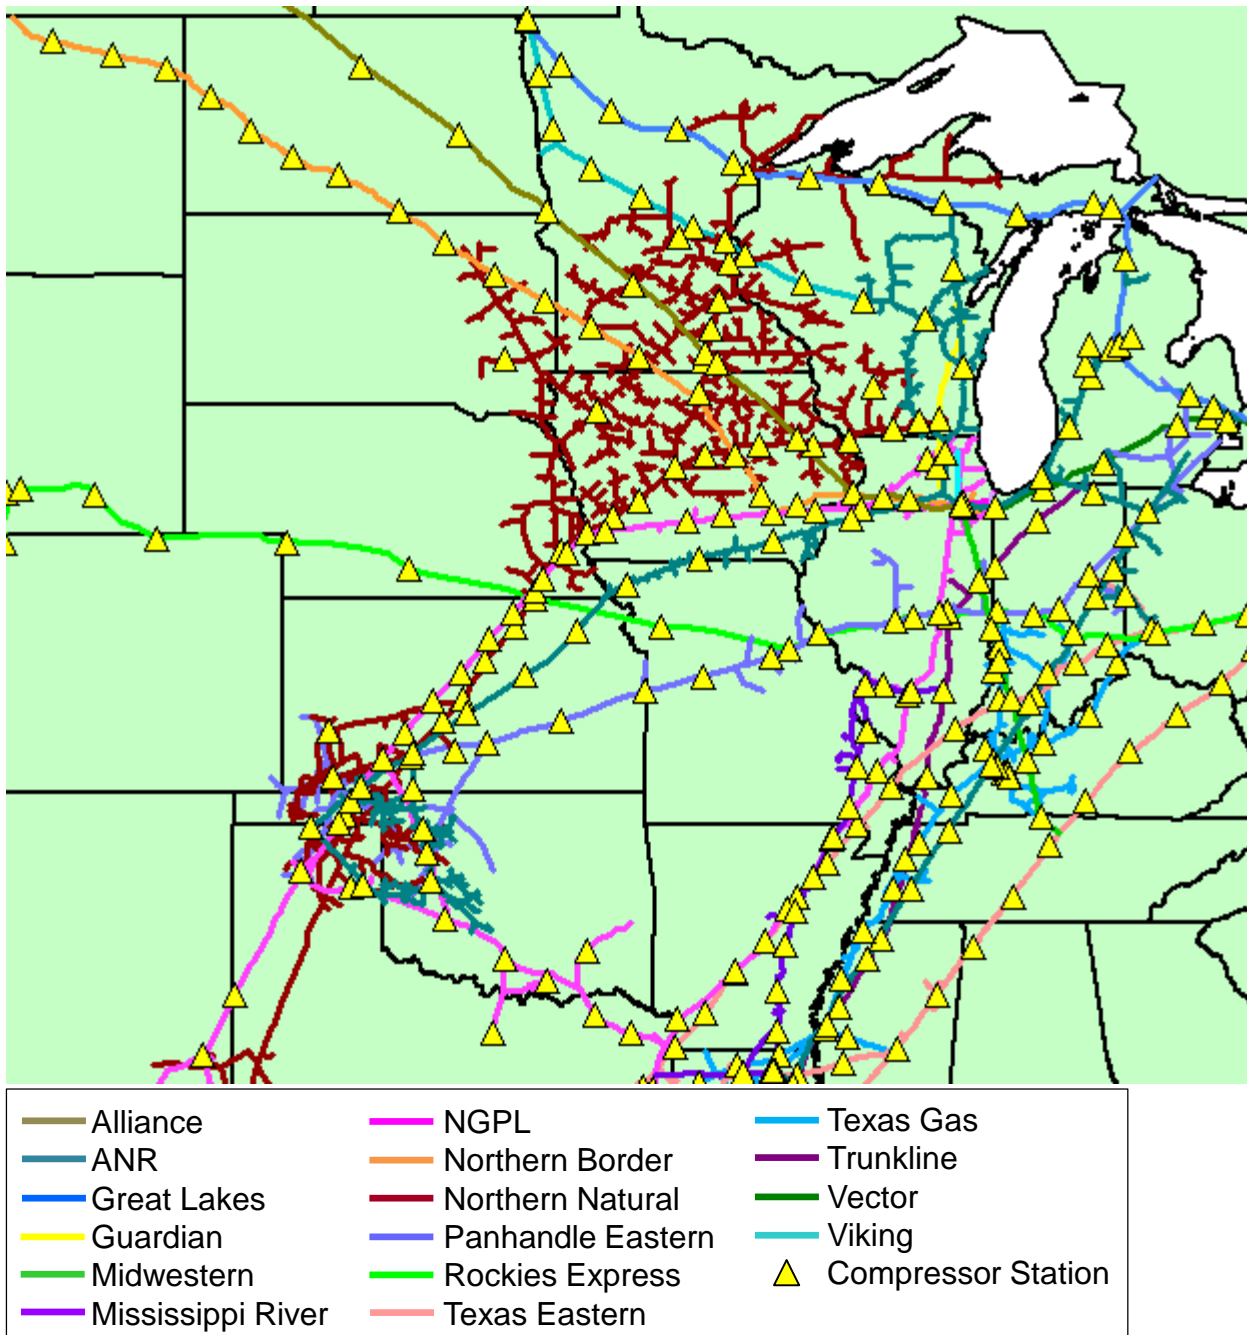 Alliance
ANR
Great Lakes
Guardian
Midwestern
Mississippi River
NGPL
Northern Border
Northern Natural
Panhandle Eastern
Rockies Express
Texas Eastern
Texas Gas
Trunkline
Vector
Viking
Compressor Station